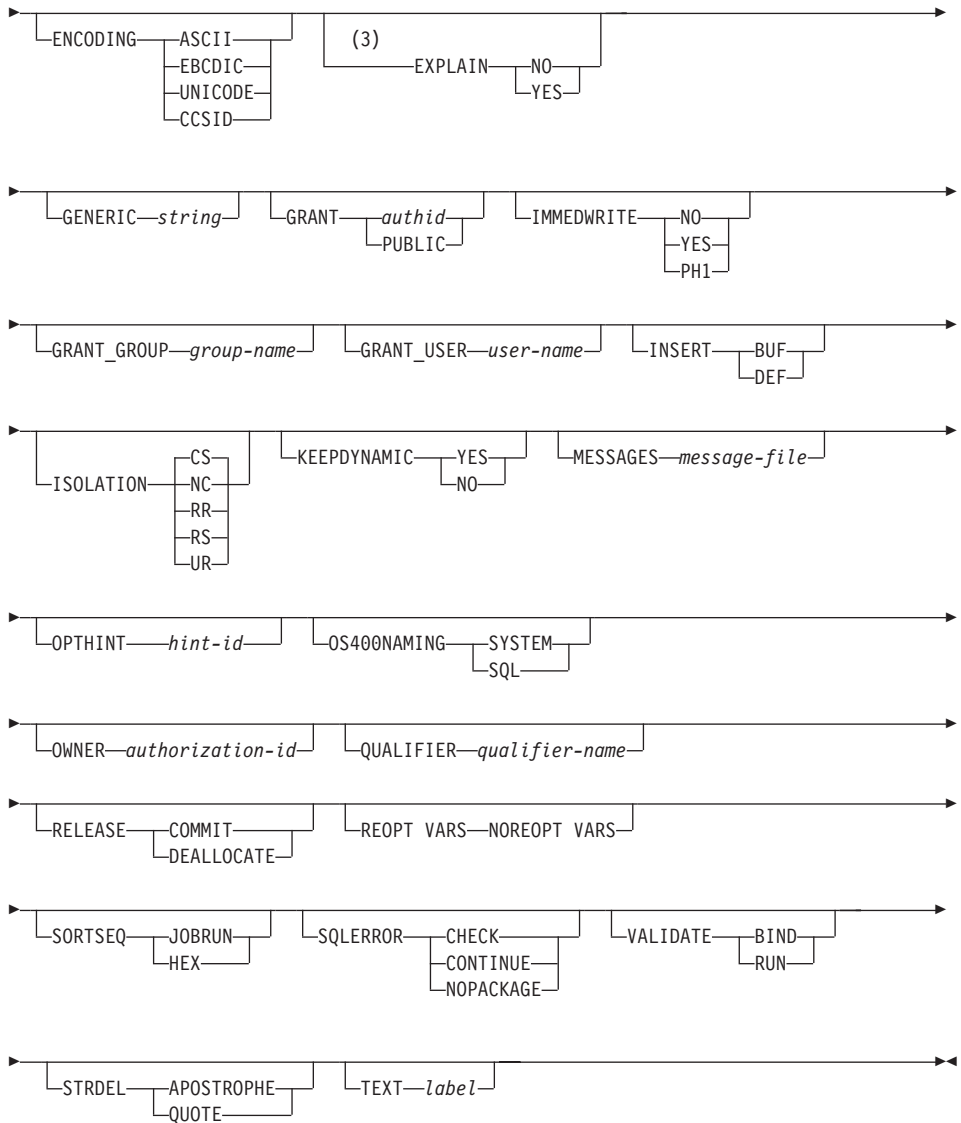 ENCODING ASCII (3)
EBCDIC EXPLAIN NO
UNICODE YES
CCSID
GENERIC string GRANT authid IMMEDWRITE NO
PUBLIC YES
PH1
GRANT_GROUP group-name GRANT_USER user-name INSERT BUF
DEF
CS KEEPDYNAMIC YES MESSAGES message-file
ISOLATION NC NO
RR
RS
UR
OPTHINT hint-id OS400NAMING SYSTEM
SQL
OWNER authorization-id QUALIFIER qualifier-name
RELEASE COMMIT REOPT VARS NOREOPT VARS
DEALLOCATE
SORTSEQ JOBRUN SQLERROR CHECK VALIDATE BIND
HEX CONTINUE RUN
NOPACKAGE
STRDEL APOSTROPHE TEXT label
QUOTE